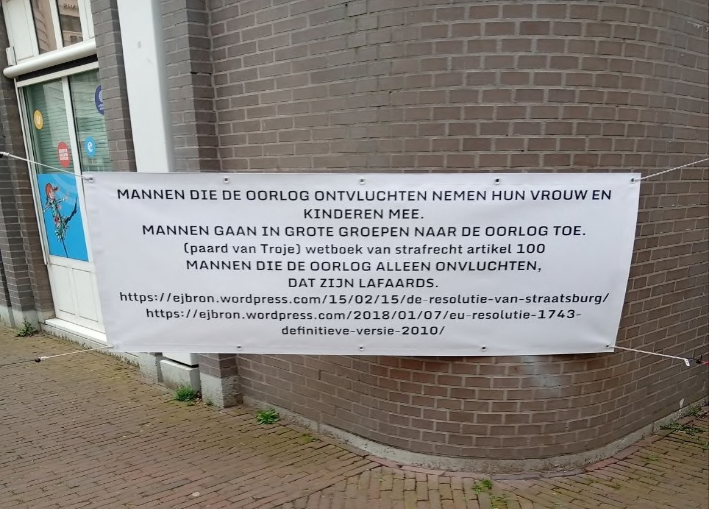 MANNEN DIE DE OORLOG ONTVLUCHTEN NEMEN HUN VROUW EN
KINDEREN MEE.
MANNEN GAAN IN GROTE GROEPEN NAAR DE OORLOG TOE.
(paard van Troje) wetboek van strafrecht artikel 100
MANNEN DIE DE OORLOG ALLEEN ONVLUCHTEN,
DAT ZIJN LAFAARDS.
https://ejbron.wordpress.com/15/02/15/de-resolutie-van-straatsburg/
https://ejbron.wordpress.com/2018/01/07/eu-resolutie-1743-
definitieve-versie-2010/